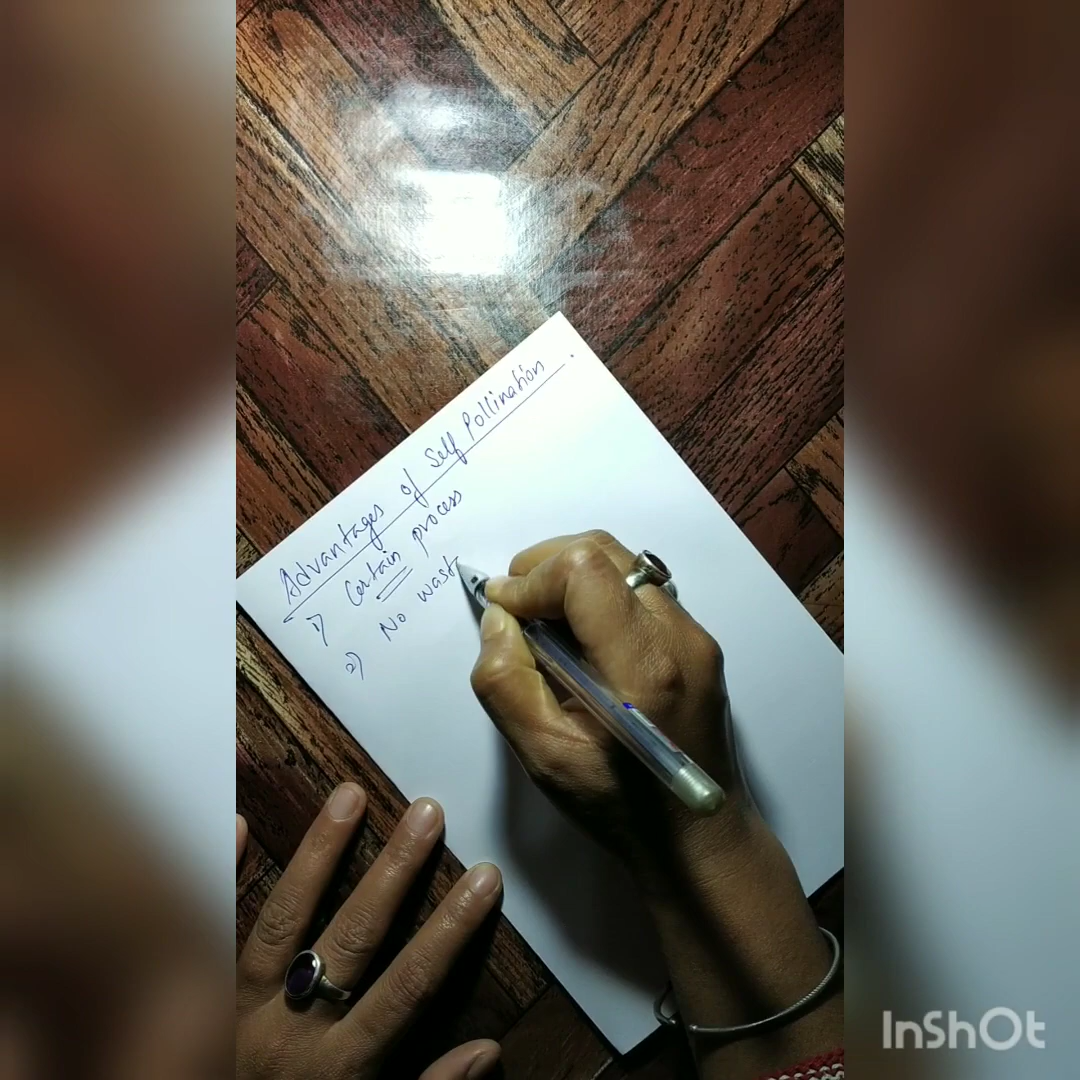 Advantages of Self Pollination.
1) Certain process
2) No wast
InShOt